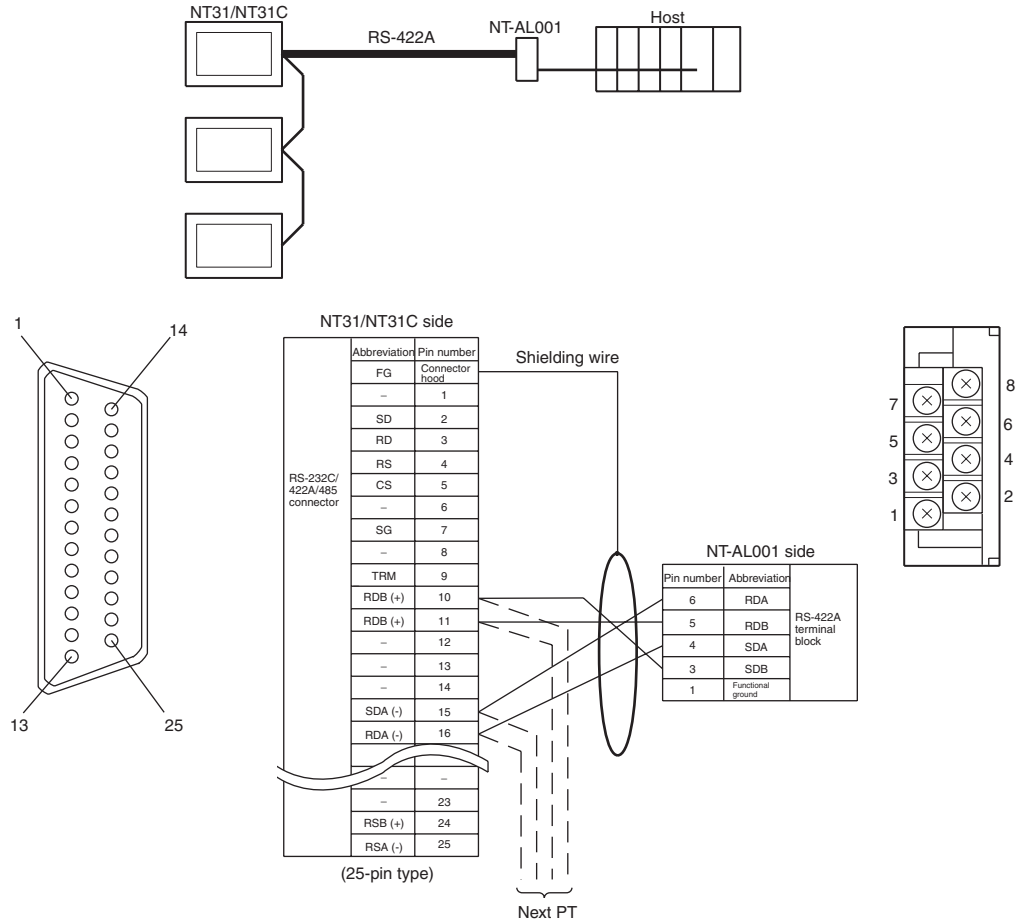 NT31/NT31C
RS-422A
NT-AL001
Host
1
14
13
25
NT31/NT31C side
RS-232C/
422A/485
connector
Abbreviation Pin number
FG Connector
hood
– 1
SD 2
RD 3
RS 4
CS 5
– 6
SG 7
– 8
TRM 9
RDB (+) 10
RDB (+) 11
– 12
– 13
– 14
SDA (-) 15
RDA (-) 16
– –
– 23
RSB (+) 24
RSA (-) 25
(25-pin type)
Shielding wire
Next PT
NT-AL001 side
Pin number Abbreviation
6 RDA
5 RDB
4 SDA
3 SDB
1 Functional
ground
RS-422A
terminal
block
7
5
3
1
8
6
4
2